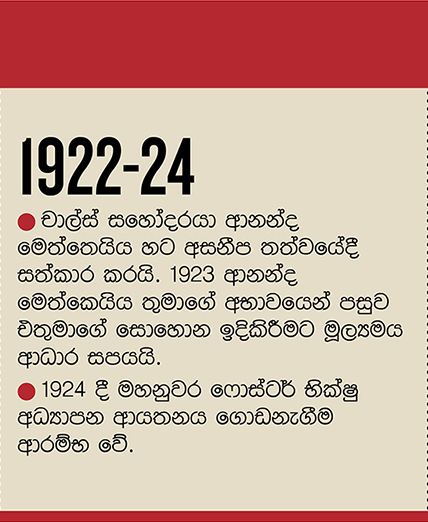 1922-24
චාල්ස් සහෝදරයා ආනන්ද
මෙත්තෙයිය හට අසනීප තත්වයේදී
සත්කාර කරයි. 1923 ආනන්ද
මෙත්කෙයිය තුමාගේ අභාවයෙන් පසුව
එතුමාගේ සොහොන ඉදිකිරීමට මූල්‍යමය
ආධාර සපයයි.
1924 දී මහනුවර ෆොස්ටර් භික්ෂු
අධ්‍යාපන ආයතනය ගොඩනැගීම
ආරම්භ වේ.